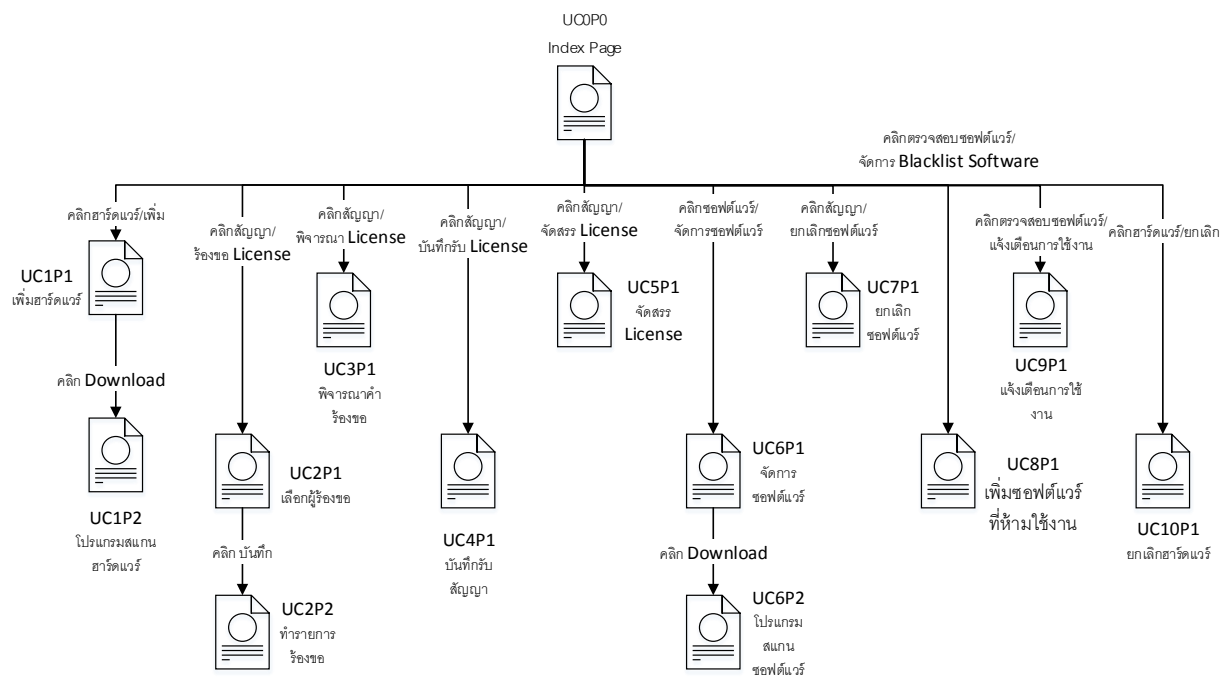 UC0P0
Index Page
คลิกตรวจสอบซอฟต์แวร์/
จัดการ Blacklist Software
คลิกฮาร์ดแวร์/เพิ่ม
คลิกสัญญา/
ร้องขอ License
คลิกสัญญา/
พิจารณา License
คลิกสัญญา/
บันทึกรับ License
คลิกสัญญา/
จัดสรร License
คลิกซอฟต์แวร์/
จัดการซอฟต์แวร์
คลิกสัญญา/
ยกเลิกซอฟต์แวร์
คลิกตรวจสอบซอฟต์แวร์/
แจ้งเตือนการใช้งาน
คลิกฮาร์ดแวร์/ยกเลิก
UC1P1
เพิ่มฮาร์ดแวร์
UC3P1
พิจารณาคำ
ร้องขอ
UC5P1
จัดสรร
License
UC7P1
ยกเลิก
ซอฟต์แวร์
UC9P1
แจ้งเตือนการใช้
งาน
คลิก Download
UC1P2
โปรแกรมสแกน
ฮาร์ดแวร์
UC2P1
เลือกผู้ร้องขอ
UC4P1
บันทึกรับ
สัญญา
UC6P1
จัดการ
ซอฟต์แวร์
UC8P1
เพิ่มซอฟต์แวร์
ที่ห้ามใช้งาน
UC10P1
ยกเลิกฮาร์ดแวร์
คลิก บันทึก
UC2P2
ทำรายการ
ร้องขอ
คลิก Download
UC6P2
โปรแกรม
สแกน
ซอฟต์แวร์